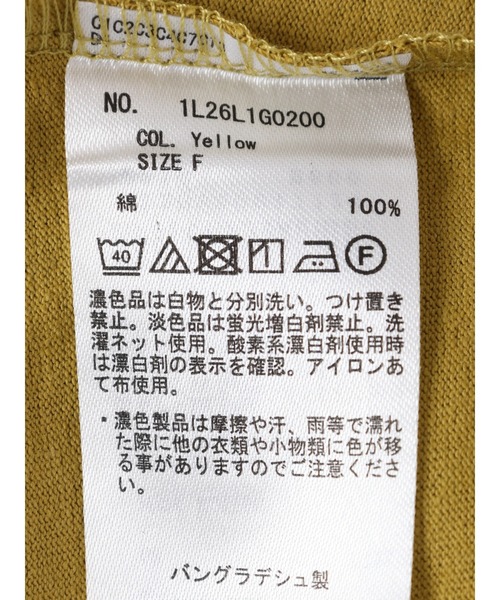 NO. 1L26L1G0200
COL. Yellow
SIZE F
綿 100%
40 F
濃色品は白物と分別洗い。つけ置き
禁止。淡色品は蛍光増白剤禁止。洗
濯ネット使用。酸素系漂白剤使用時
は漂白剤の表示を確認。アイロンあ
て布使用。
・濃色製品は摩擦や汗、雨等で濡れ
た際に他の衣類や小物類に色が移
る事がありますのでご注意くださ
い。
バングラデシュ製